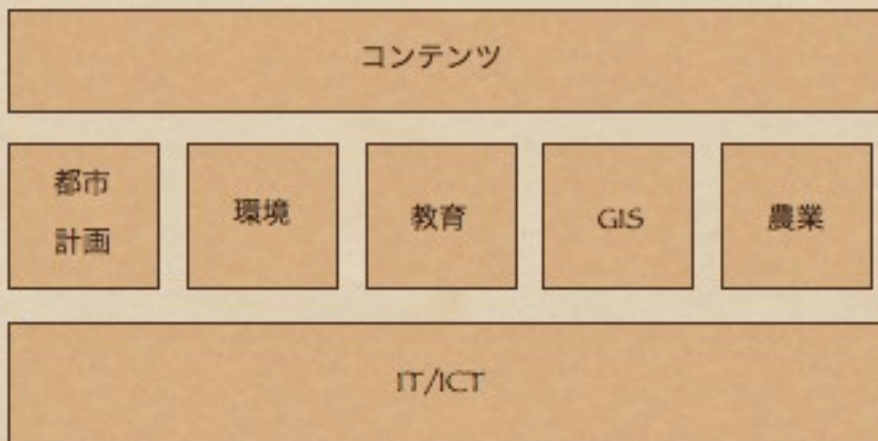 コンテンツ
都市
計画
環境
教育
GIS
農業
IT/ICT